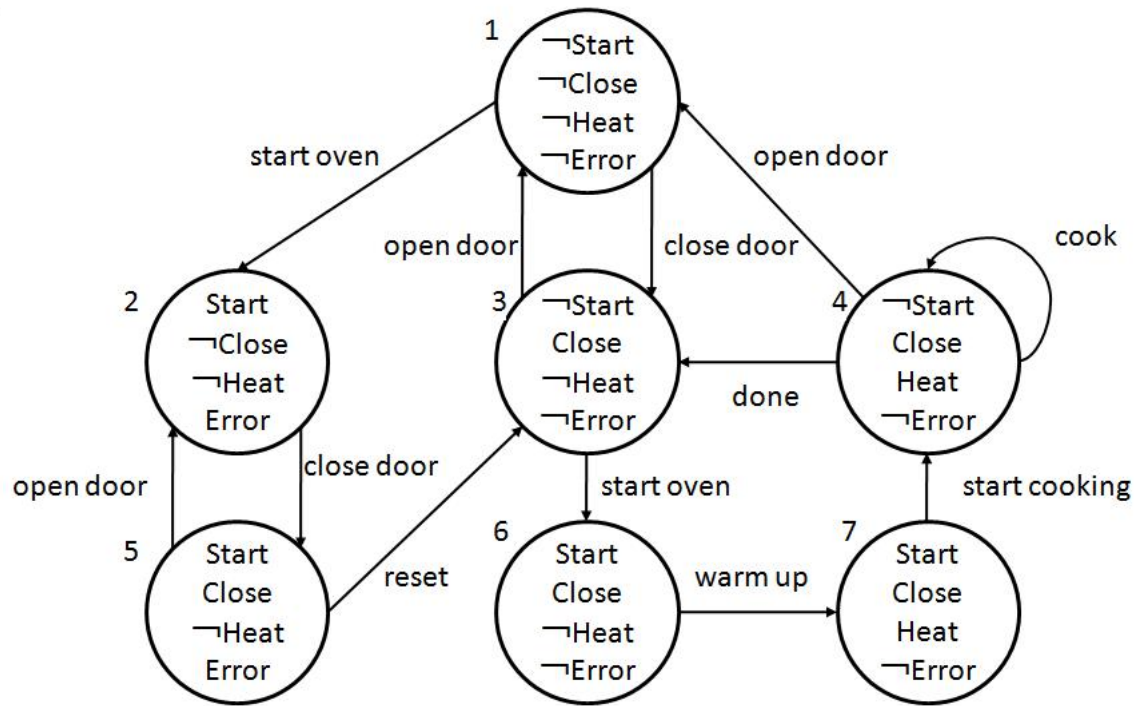 1
¬Start
¬Close
¬Heat
¬Error
start oven
open door
open door
close door
cook
2
Start
¬Close
¬Heat
Error
3
¬Start
Close
¬Heat
¬Error
4
¬Start
Close
Heat
¬Error
done
open door
close door
start oven
start cooking
5
Start
Close
¬Heat
Error
reset
6
Start
Close
¬Heat
¬Error
warm up
7
Start
Close
Heat
¬Error